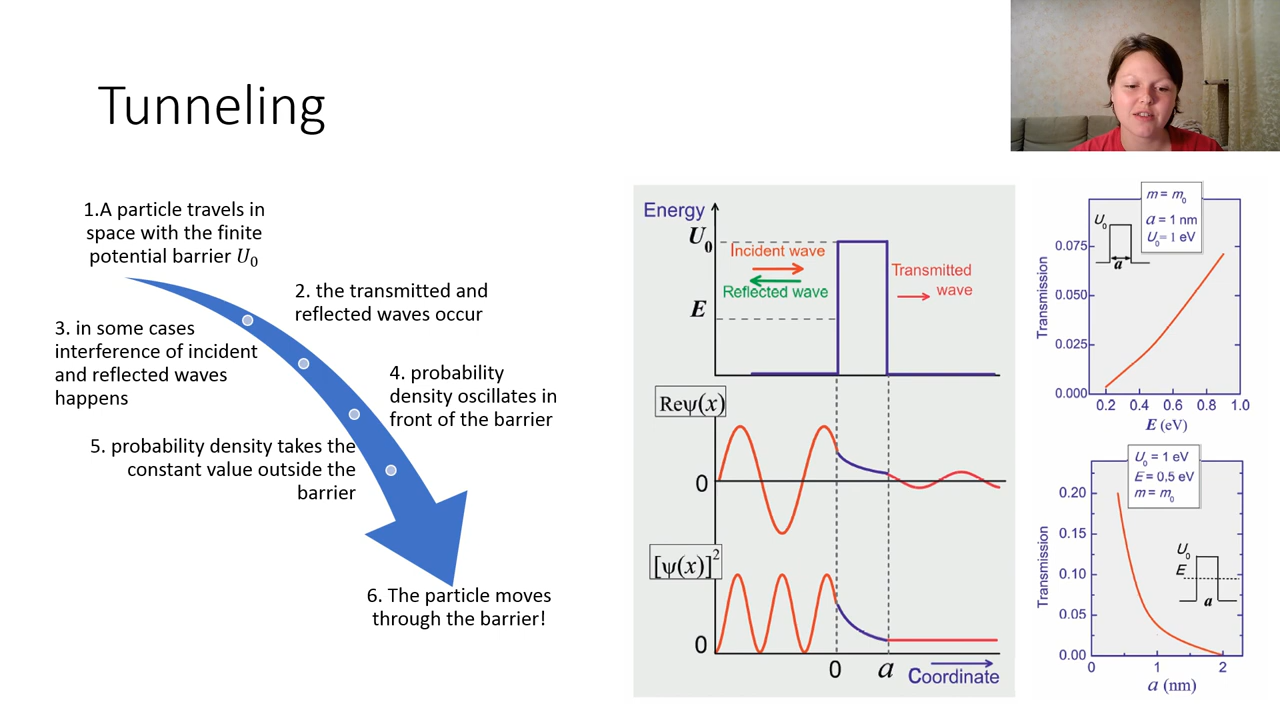 Tunneling
1.A particle travels in
space with the finite
potential barrier U₀
2. the transmitted and
reflected waves occur
3. in some cases
interference of incident
and reflected waves
happens
4. probability
density oscillates in
front of the barrier
5. probability density takes the
constant value outside the
barrier
6. The particle moves
through the barrier!
Energy
U₀
Incident wave
Reflected wave
Transmitted
wave
E
Reψ(x)
0
[ψ(x)]²
0
0
a
Coordinate
m = m₀
a = 1 nm
U₀= 1 eV
U₀
a
Transmission
0.075
0.050
0.025
0.000
0.2 0.4 0.6 0.8 1.0
E (eV)
U₀ = 1 eV
E = 0,5 eV
m = m₀
U₀
E
a
Transmission
0.20
0.15
0.10
0.05
0.00
0 1 2
a (nm)